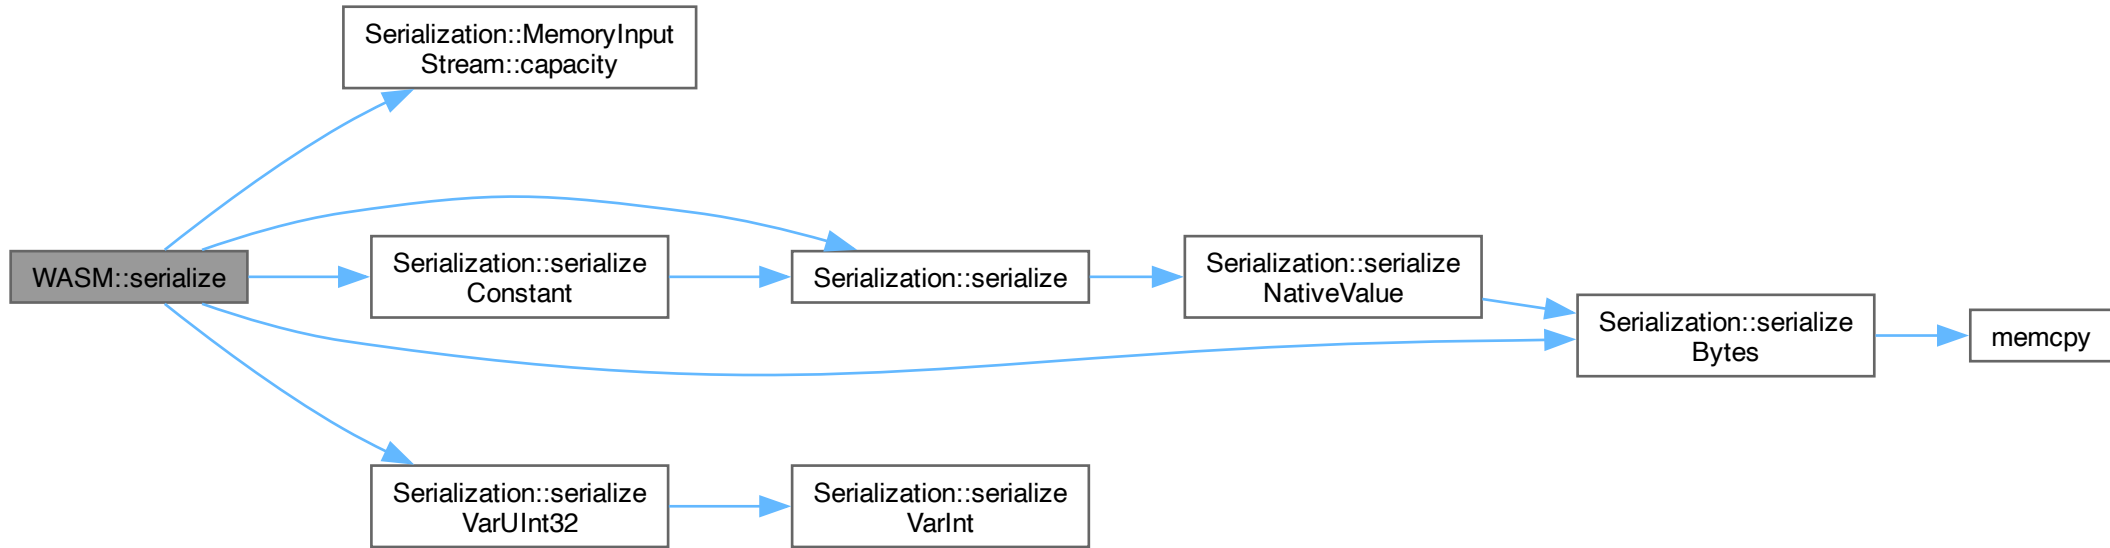 Serialization::MemoryInput
Stream::capacity
WASM::serialize
Serialization::serialize
Constant
Serialization::serialize
Serialization::serialize
NativeValue
Serialization::serialize
Bytes
memcpy
Serialization::serialize
VarUInt32
Serialization::serialize
VarInt